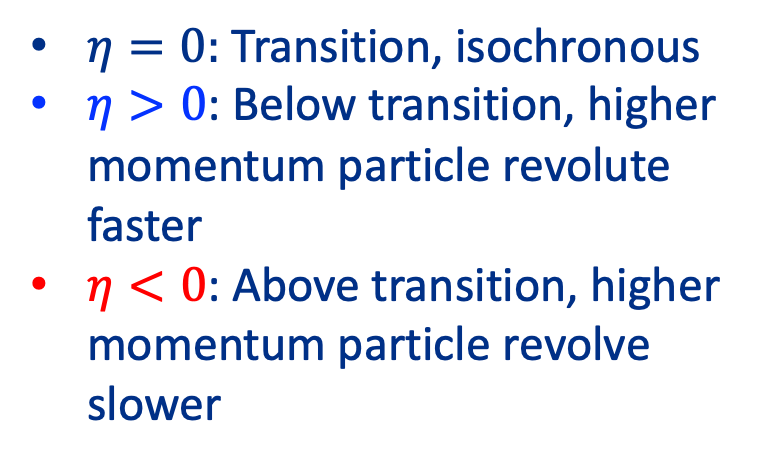 • η = 0: Transition, isochronous
• η > 0: Below transition, higher
momentum particle revolute
faster
• η < 0: Above transition, higher
momentum particle revolve
slower